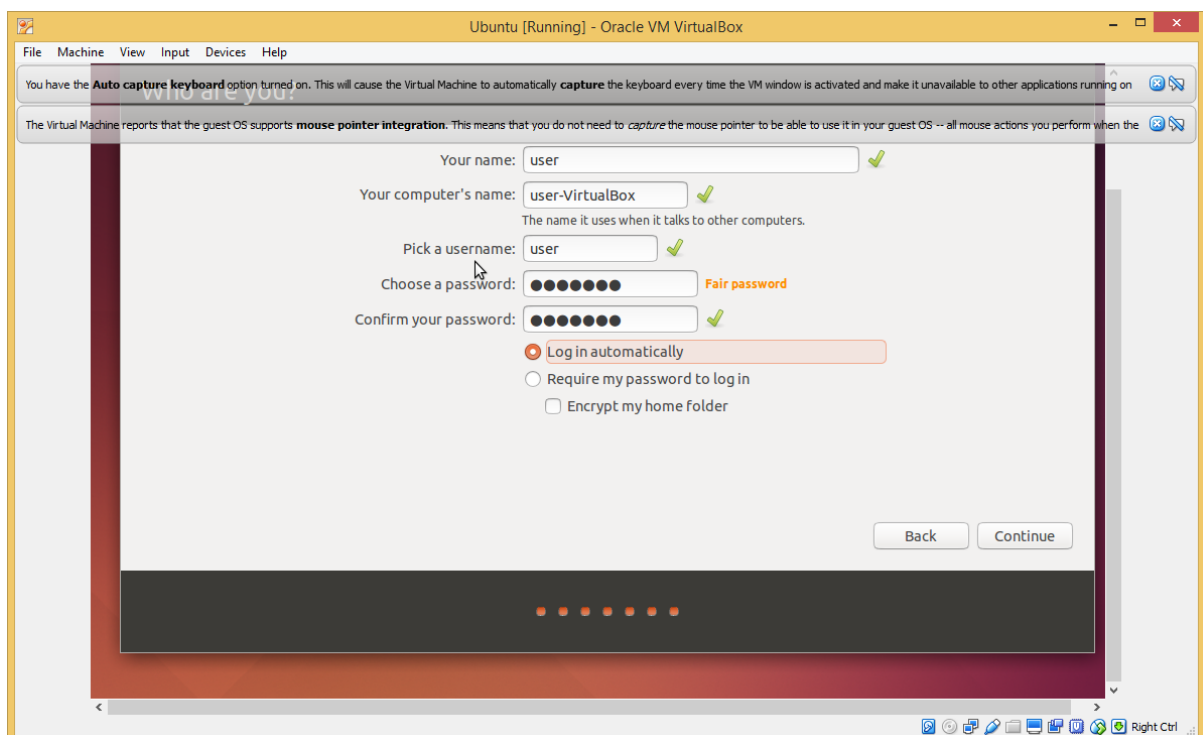 Ubuntu [Running] - Oracle VM VirtualBox
File Machine View Input Devices Help
You have the Auto capture keyboard option turned on. This will cause the Virtual Machine to automatically capture the keyboard every time the VM window is activated and make it unavailable to other applications running on
Who are you?
The Virtual Machine reports that the guest OS supports mouse pointer integration. This means that you do not need to capture the mouse pointer to be able to use it in your guest OS -- all mouse actions you perform when the
Your name: user
Your computer's name: user-VirtualBox
The name it uses when it talks to other computers.
Pick a username: user
Choose a password: ●●●●●●● Fair password
Confirm your password: ●●●●●●●
Log in automatically
Require my password to log in
Encrypt my home folder
Back Continue
Right Ctrl